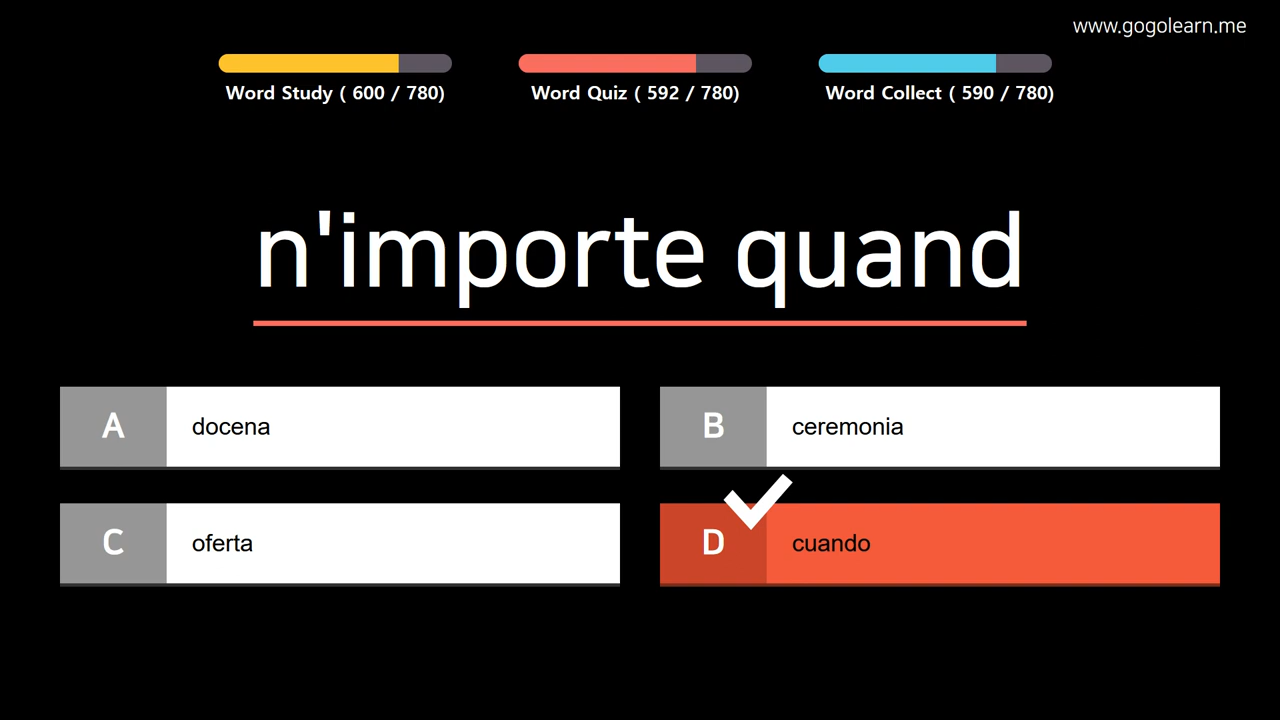 www.gogolearn.me
Word Study ( 600 / 780)
Word Quiz ( 592 / 780)
Word Collect ( 590 / 780)
n'importe quand
A docena
B ceremonia
C oferta
D cuando